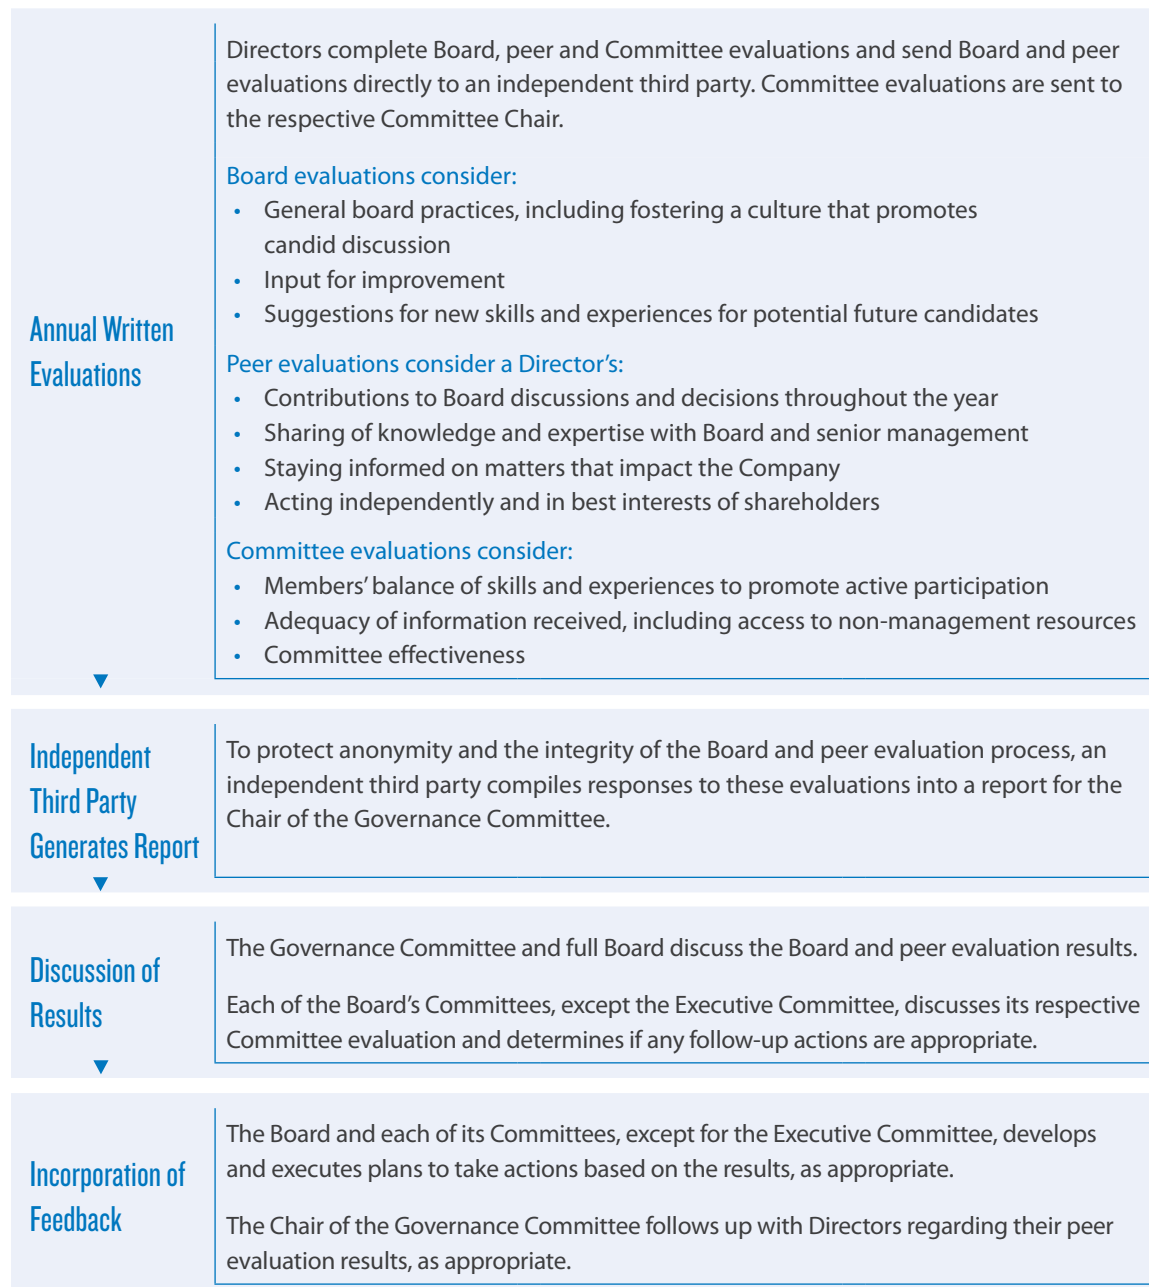 Directors complete Board, peer and Committee evaluations and send Board and peer
evaluations directly to an independent third party. Committee evaluations are sent to
the respective Committee Chair.
Board evaluations consider:
• General board practices, including fostering a culture that promotes
candid discussion
• Input for improvement
• Suggestions for new skills and experiences for potential future candidates
Annual Written
Evaluations
Peer evaluations consider a Director’s:
• Contributions to Board discussions and decisions throughout the year
• Sharing of knowledge and expertise with Board and senior management
• Staying informed on matters that impact the Company
• Acting independently and in best interests of shareholders
Committee evaluations consider:
• Members’ balance of skills and experiences to promote active participation
• Adequacy of information received, including access to non-management resources
• Committee effectiveness
Independent
Third Party
Generates Report
To protect anonymity and the integrity of the Board and peer evaluation process, an
independent third party compiles responses to these evaluations into a report for the
Chair of the Governance Committee.
Discussion of
Results
The Governance Committee and full Board discuss the Board and peer evaluation results.
Each of the Board’s Committees, except the Executive Committee, discusses its respective
Committee evaluation and determines if any follow-up actions are appropriate.
Incorporation of
Feedback
The Board and each of its Committees, except for the Executive Committee, develops
and executes plans to take actions based on the results, as appropriate.
The Chair of the Governance Committee follows up with Directors regarding their peer
evaluation results, as appropriate.